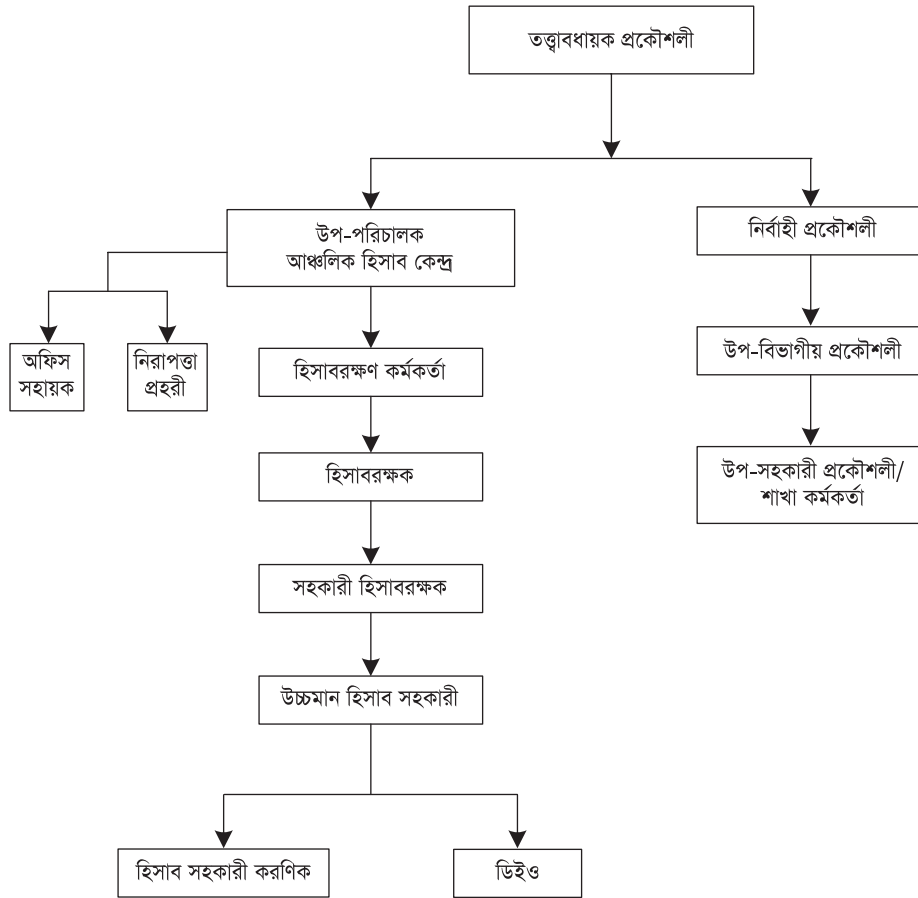 তত্ত্বাবধায়ক প্রকৌশলী
উপ-পরিচালক
আঞ্চলিক হিসাব কেন্দ্র
নির্বাহী প্রকৌশলী
অফিস
সহায়ক
নিরাপত্তা
প্রহরী
হিসাবরক্ষণ কর্মকর্তা
উপ-বিভাগীয় প্রকৌশলী
হিসাবরক্ষক
উপ-সহকারী প্রকৌশলী/
শাখা কর্মকর্তা
সহকারী হিসাবরক্ষক
উচ্চমান হিসাব সহকারী
হিসাব সহকারী করণিক
ডিইও